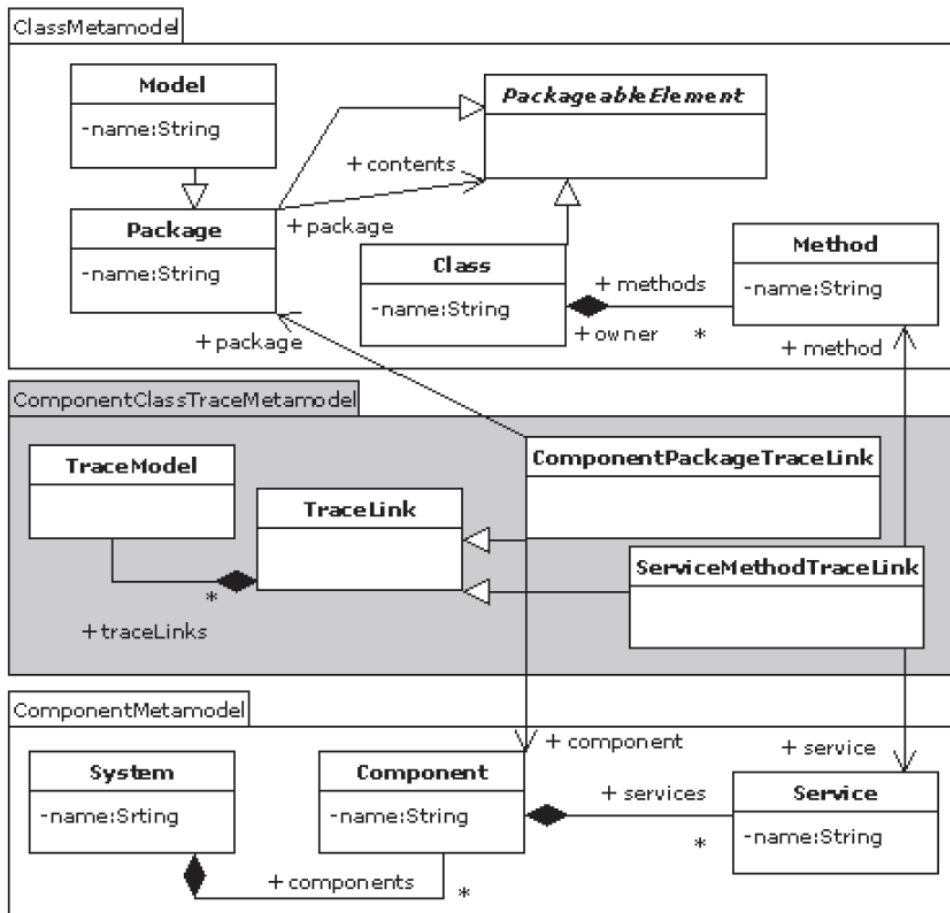 ClassMetamodel
Model
-name:String
PackageableElement
+ contents
Package
-name:String
+ package
Class
-name:String
+ methods
+ owner
*
Method
-name:String
+ package
+ method
ComponentClassTraceMetamodel
TraceModel
TraceLink
ComponentPackageTraceLink
ServiceMethodTraceLink
*
+ traceLinks
ComponentMetamodel
+ component
+ service
System
-name:Srting
Component
-name:String
+ services
*
Service
-name:String
+ components
*